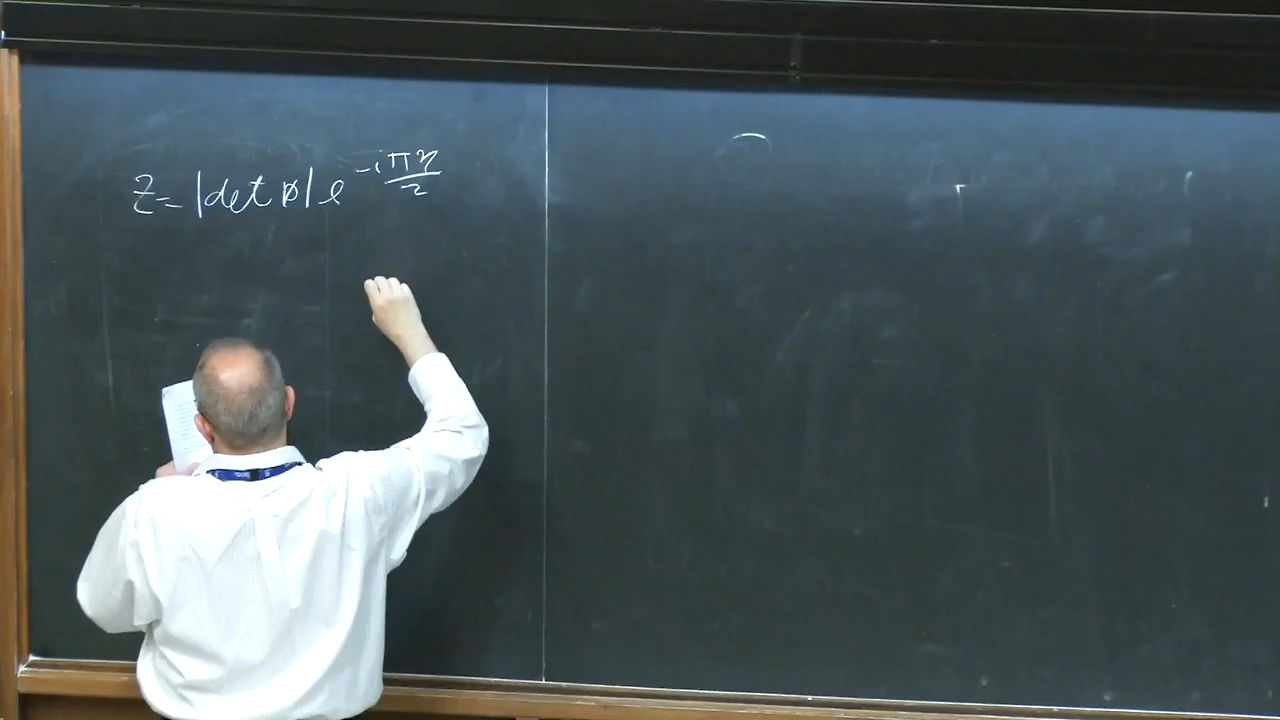 Z = |det D̸| e^{-iπη/2}